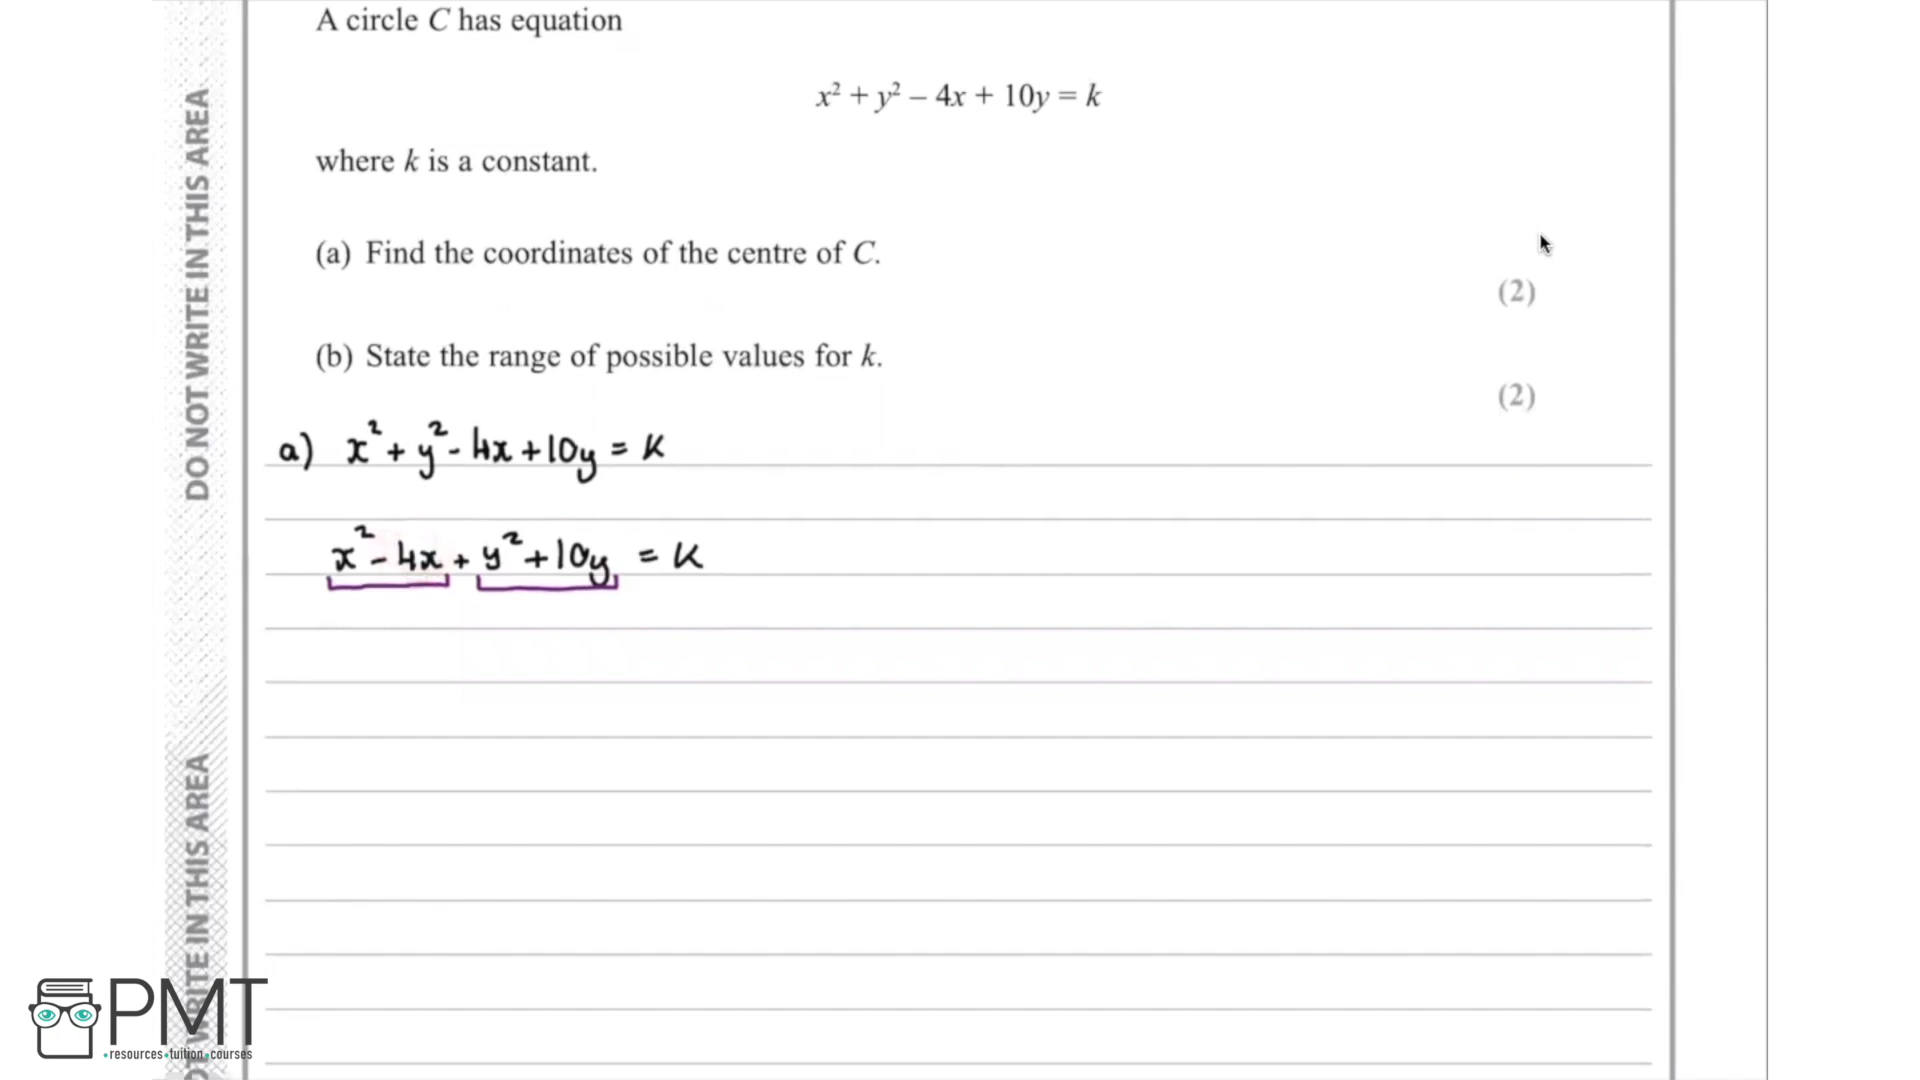 A circle C has equation
x² + y² – 4x + 10y = k
where k is a constant.
(a) Find the coordinates of the centre of C.
(2)
(b) State the range of possible values for k.
(2)
a) x² + y² - 4x + 10y = k
x² - 4x + y² + 10y = k
DO NOT WRITE IN THIS AREA
OT WRITE IN THIS AREA
PMT
•resources•tuition•courses